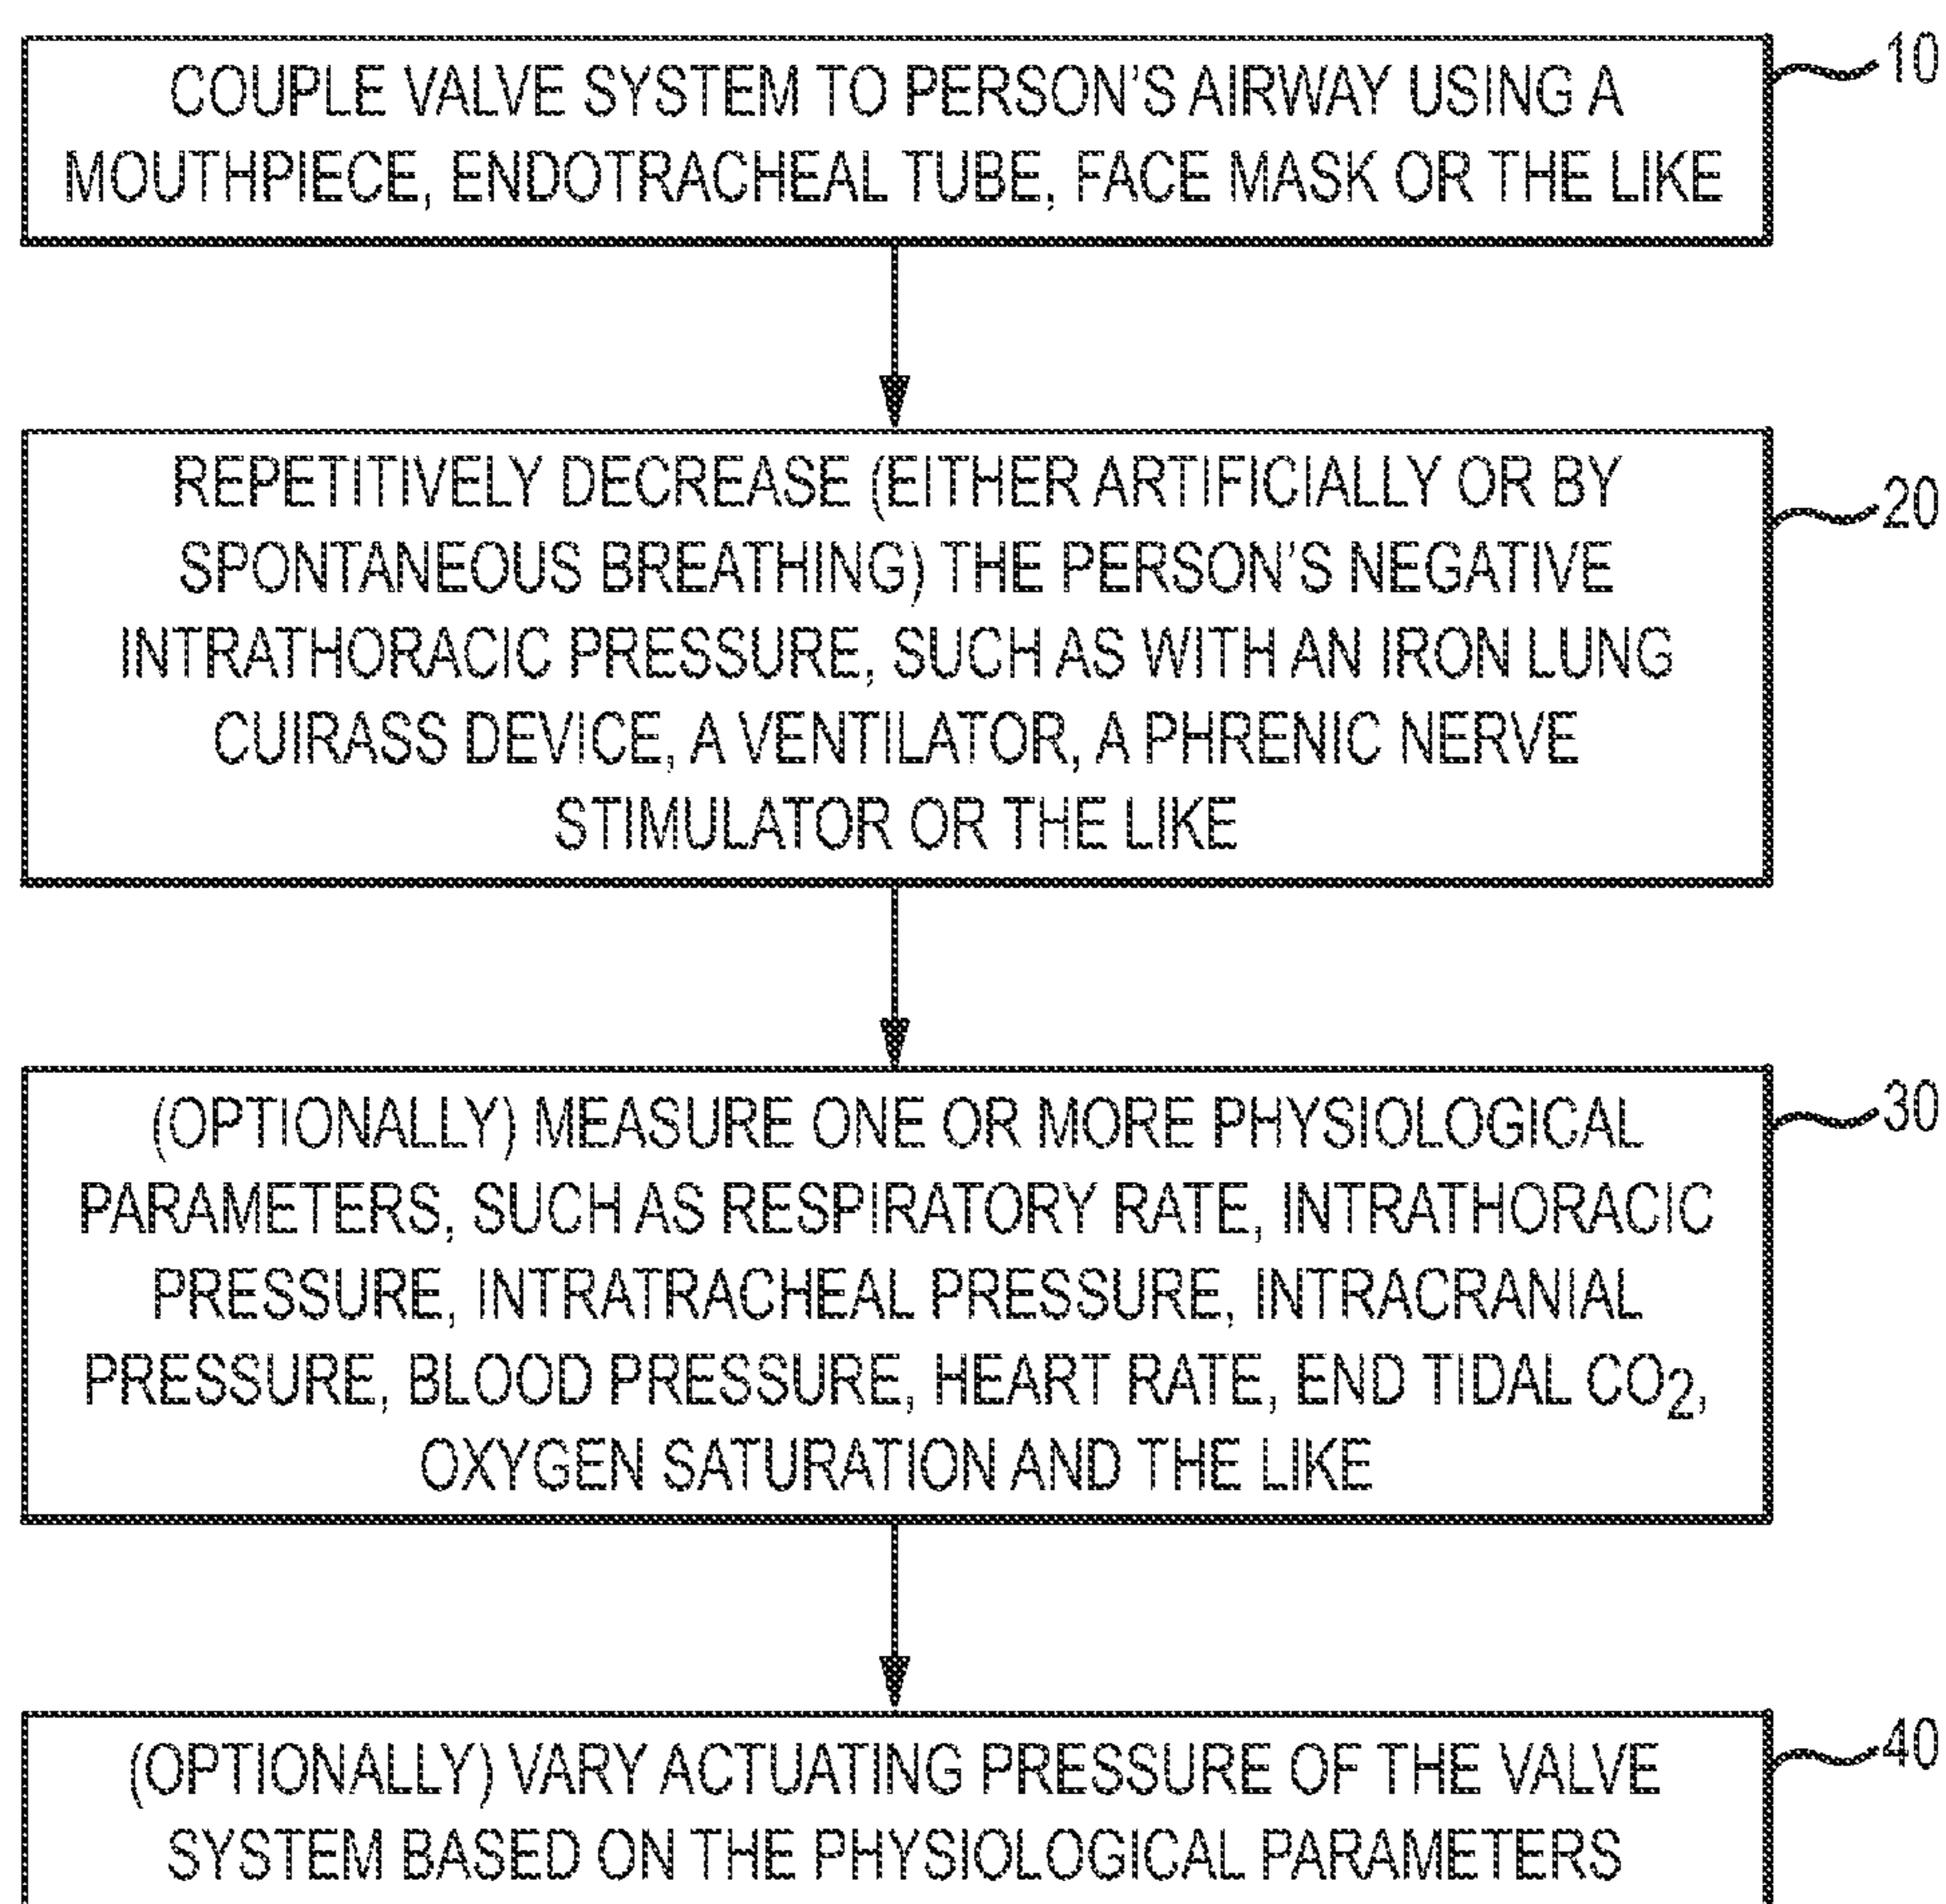 COUPLE VALVE SYSTEM TO PERSON'S AIRWAY USING A
MOUTHPIECE, ENDOTRACHEAL TUBE, FACE MASK OR THE LIKE
10
REPETITIVELY DECREASE (EITHER ARTIFICIALLY OR BY
SPONTANEOUS BREATHING) THE PERSON'S NEGATIVE
INTRATHORACIC PRESSURE, SUCH AS WITH AN IRON LUNG
CUIRASS DEVICE, A VENTILATOR, A PHRENIC NERVE
STIMULATOR OR THE LIKE
20
(OPTIONALLY) MEASURE ONE OR MORE PHYSIOLOGICAL
PARAMETERS, SUCH AS RESPIRATORY RATE, INTRATHORACIC
PRESSURE, INTRATRACHEAL PRESSURE, INTRACRANIAL
PRESSURE, BLOOD PRESSURE, HEART RATE, END TIDAL CO₂,
OXYGEN SATURATION AND THE LIKE
30
(OPTIONALLY) VARY ACTUATING PRESSURE OF THE VALVE
SYSTEM BASED ON THE PHYSIOLOGICAL PARAMETERS
40